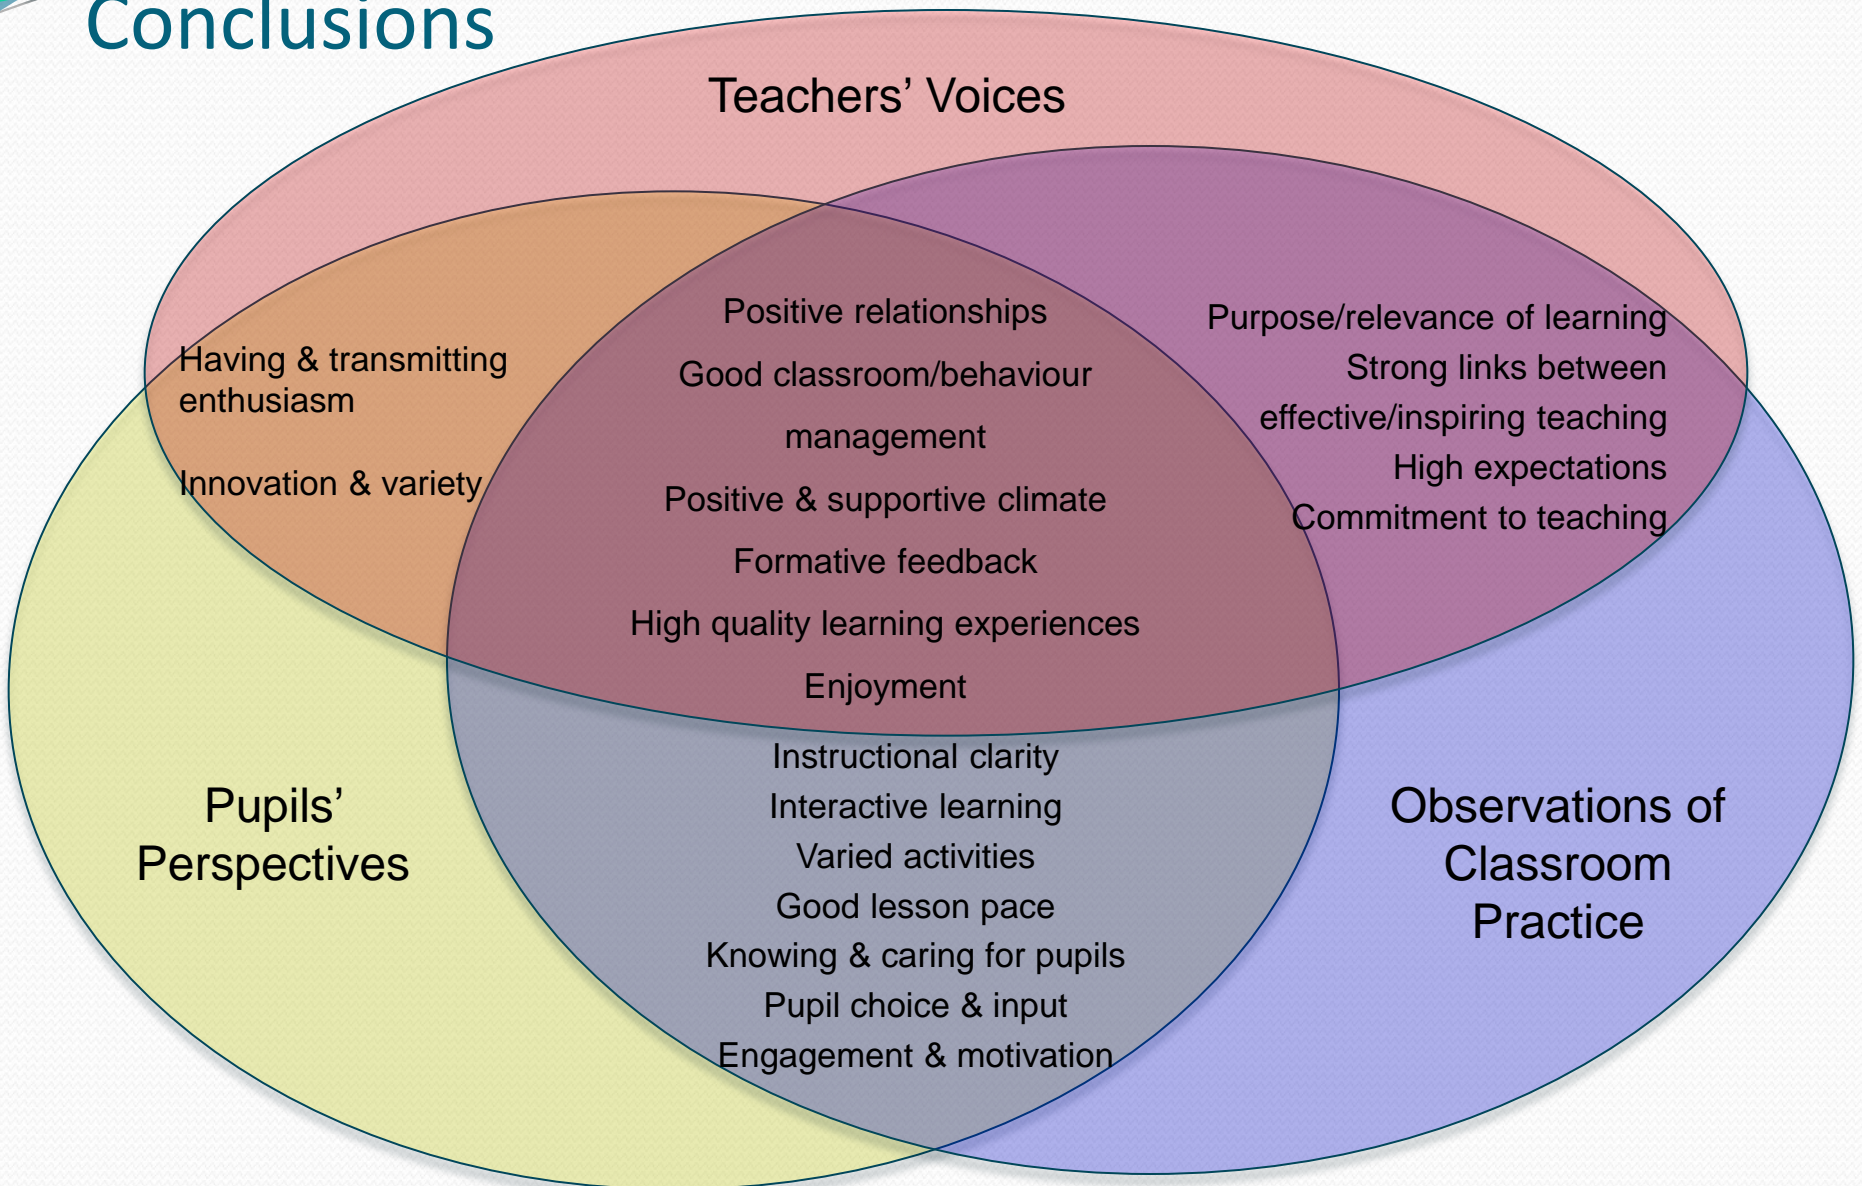 Conclusions
Teachers’ Voices
Having & transmitting
enthusiasm
Innovation & variety
Positive relationships
Good classroom/behaviour
management
Positive & supportive climate
Formative feedback
High quality learning experiences
Enjoyment
Purpose/relevance of learning
Strong links between
effective/inspiring teaching
High expectations
Commitment to teaching
Pupils’
Perspectives
Instructional clarity
Interactive learning
Varied activities
Good lesson pace
Knowing & caring for pupils
Pupil choice & input
Engagement & motivation
Observations of
Classroom
Practice